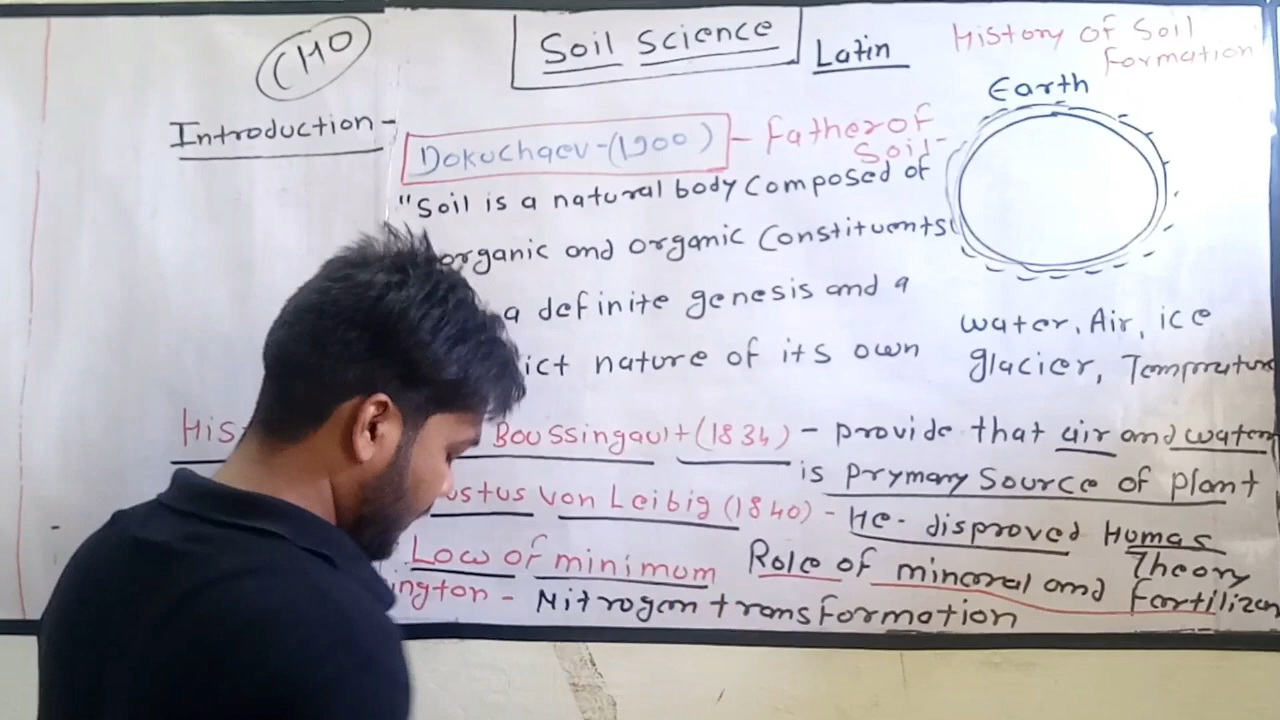 CHO
Soil Science
Latin
History of Soil
Formation
Earth
Introduction-
Dokuchaev-(1900) - Father of
Soil-
"Soil is a natural body composed of
organic and organic Constituents
a definite genesis and a
ict nature of its own
water, Air, ice
glacier, Temprature
His
Boussingault (1834) - provide that air and water
is prymary Source of plant
ustus von Leibig (1840) - He- disproved Humas
Theory
Low of minimum Role of mineral and Fertilizer
ngton - Nitrogen transformation